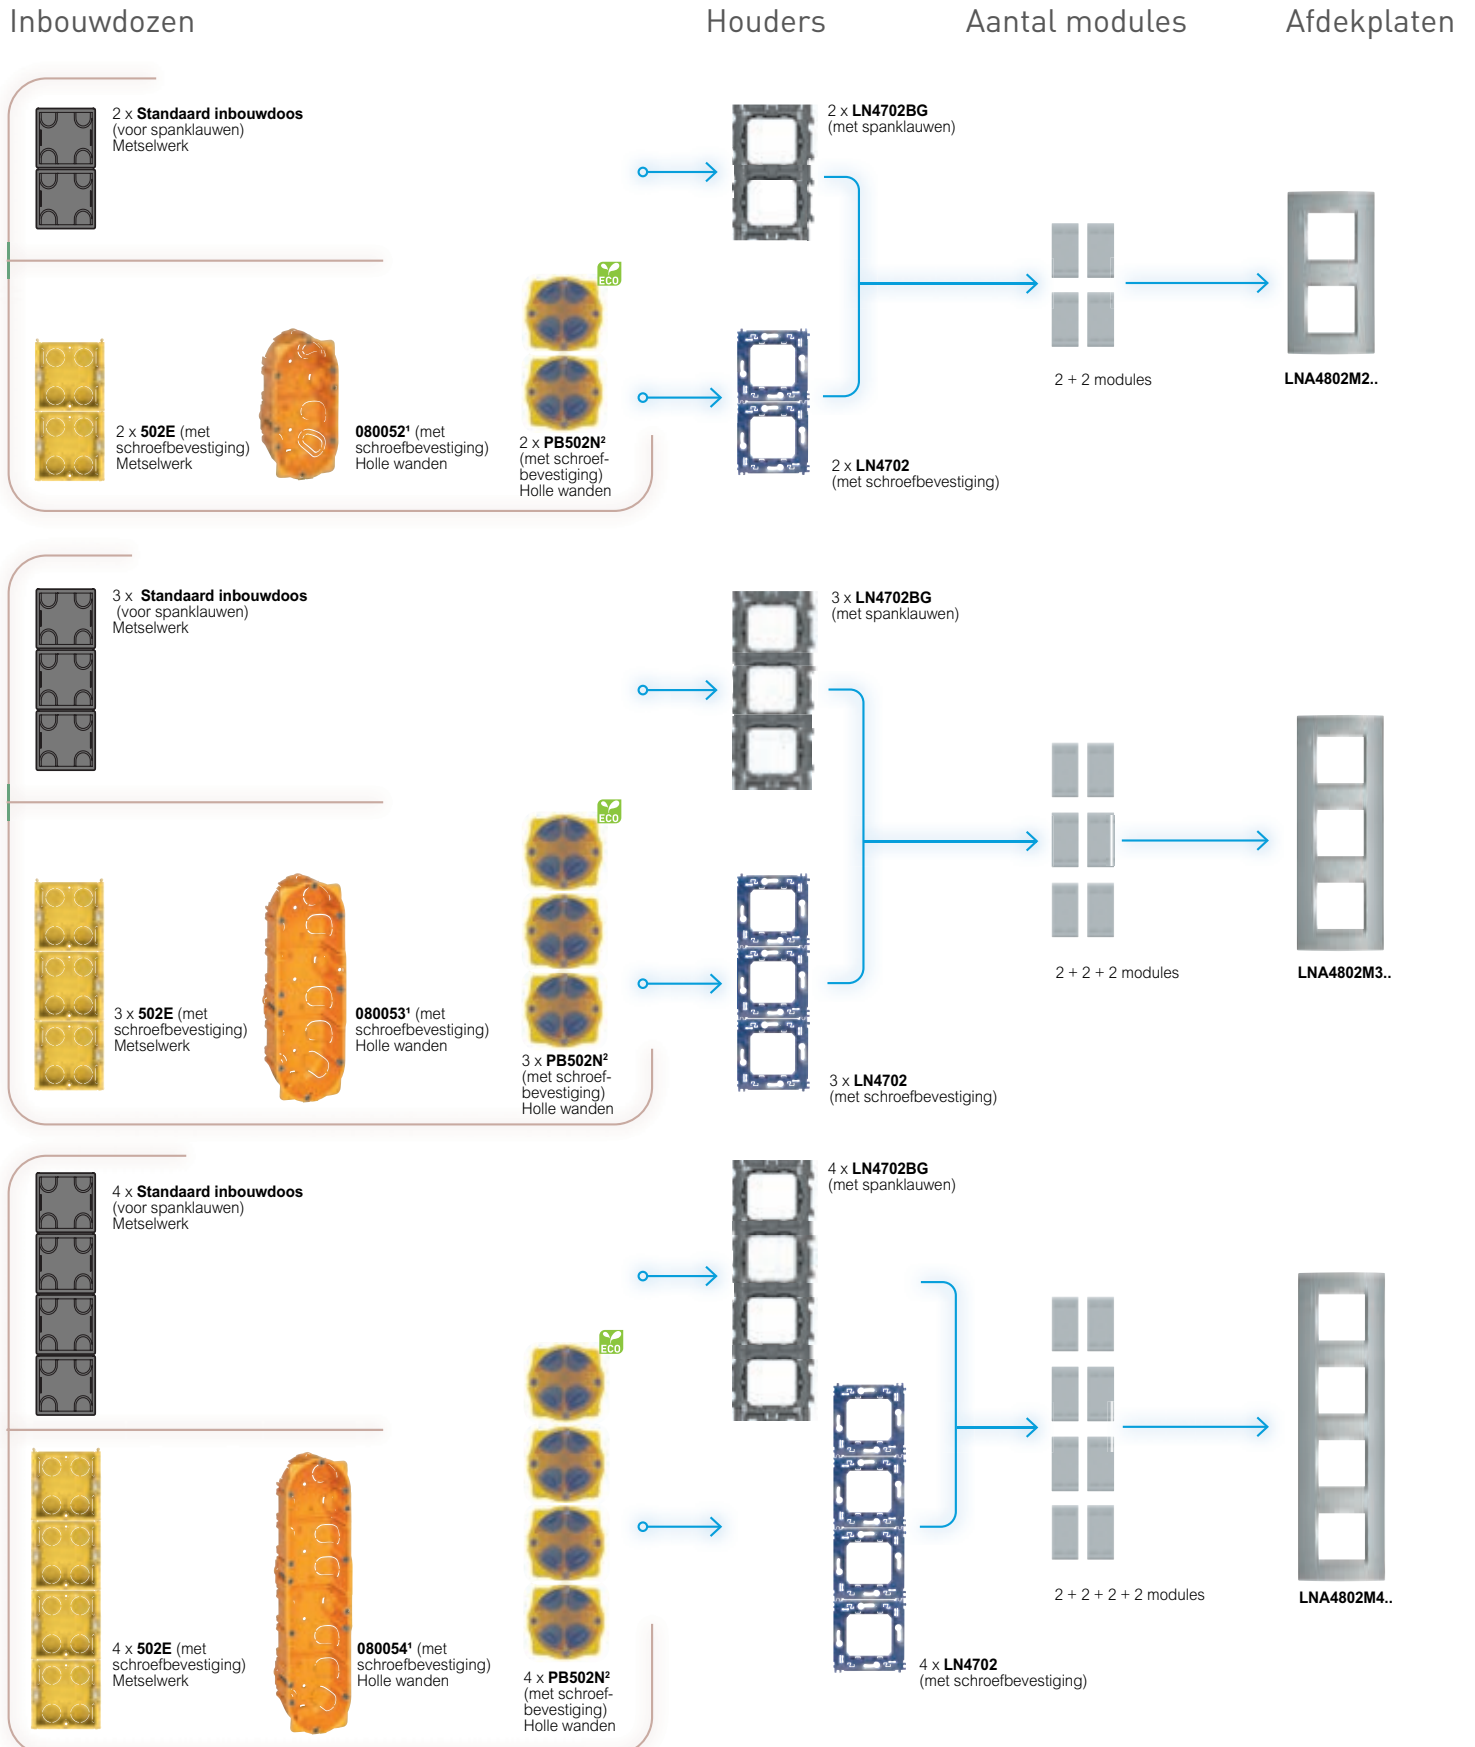 Inbouwdozen
Houders
Aantal modules
Afdekplaten
2 x Standaard inbouwdoos
(voor spanklauwen)
Metselwerk
2 x LN4702BG
(met spanklauwen)
ECO
2 x 502E (met
schroefbevestiging)
Metselwerk
080052¹ (met
schroefbevestiging)
Holle wanden
2 x PB502N²
(met schroef-
bevestiging)
Holle wanden
2 x LN4702
(met schroefbevestiging)
2 + 2 modules
LNA4802M2..
3 x Standaard inbouwdoos
(voor spanklauwen)
Metselwerk
3 x LN4702BG
(met spanklauwen)
ECO
3 x 502E (met
schroefbevestiging)
Metselwerk
080053¹ (met
schroefbevestiging)
Holle wanden
3 x PB502N²
(met schroef-
bevestiging)
Holle wanden
3 x LN4702
(met schroefbevestiging)
2 + 2 + 2 modules
LNA4802M3..
4 x Standaard inbouwdoos
(voor spanklauwen)
Metselwerk
4 x LN4702BG
(met spanklauwen)
ECO
4 x 502E (met
schroefbevestiging)
Metselwerk
080054¹ (met
schroefbevestiging)
Holle wanden
4 x PB502N²
(met schroef-
bevestiging)
Holle wanden
4 x LN4702
(met schroefbevestiging)
2 + 2 + 2 + 2 modules
LNA4802M4..